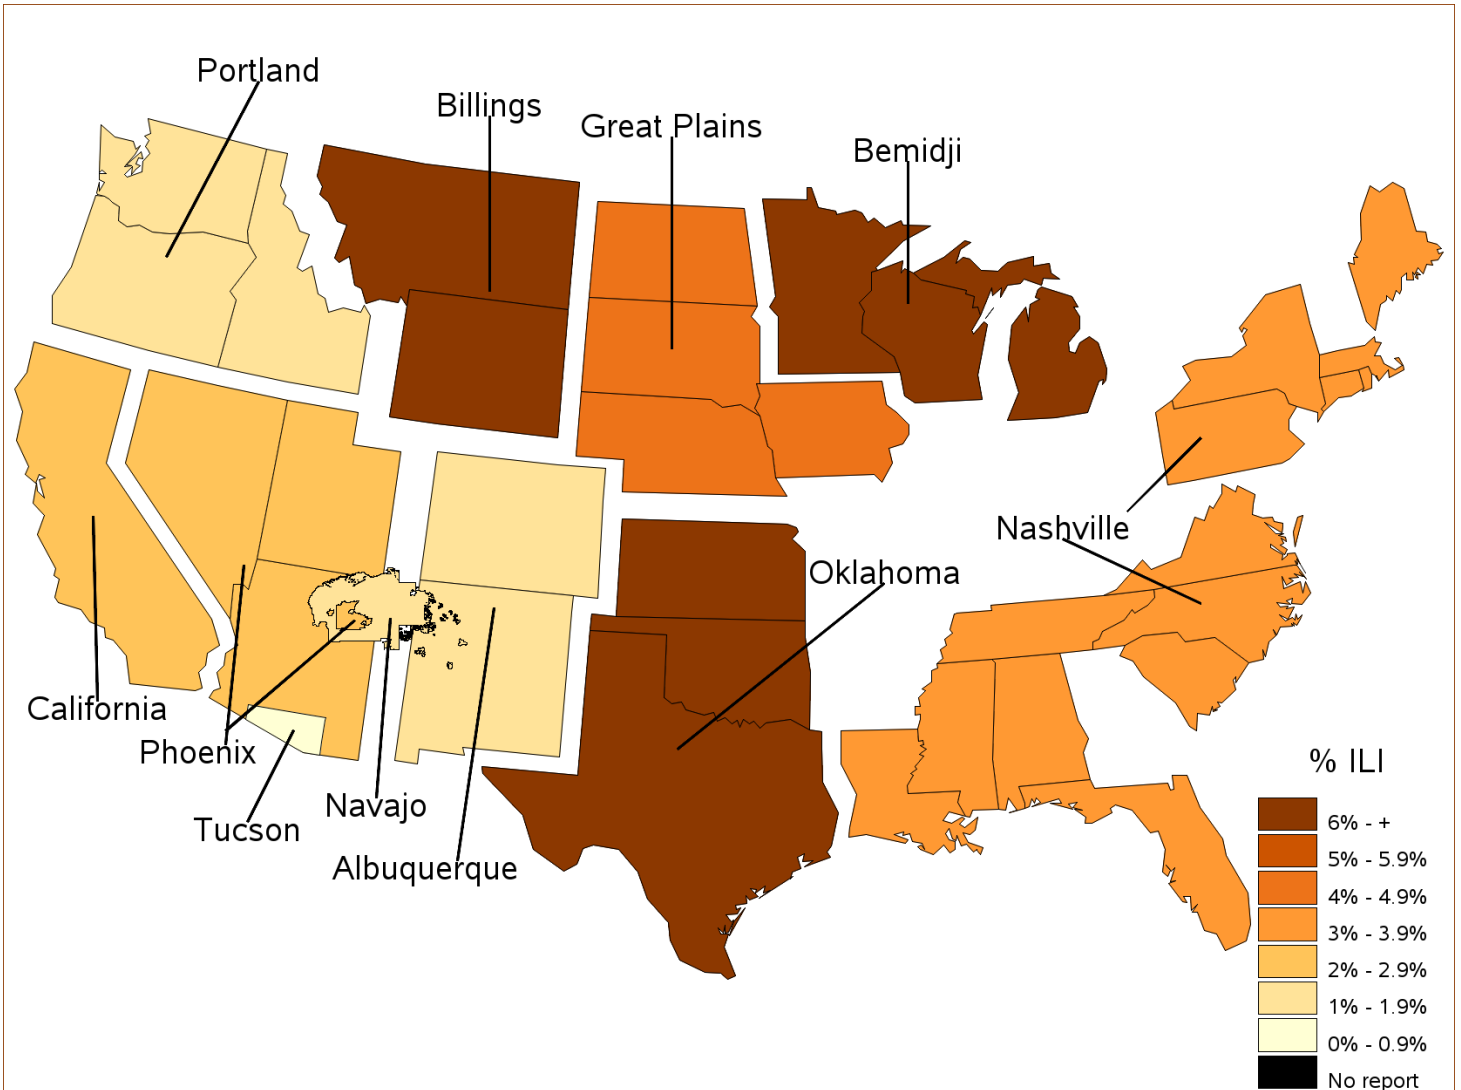 Portland
Billings
Great Plains
Bemidji
Nashville
Oklahoma
California
Phoenix
Navajo
Tucson
Albuquerque
% ILI
6% - +
5% - 5.9%
4% - 4.9%
3% - 3.9%
2% - 2.9%
1% - 1.9%
0% - 0.9%
No report